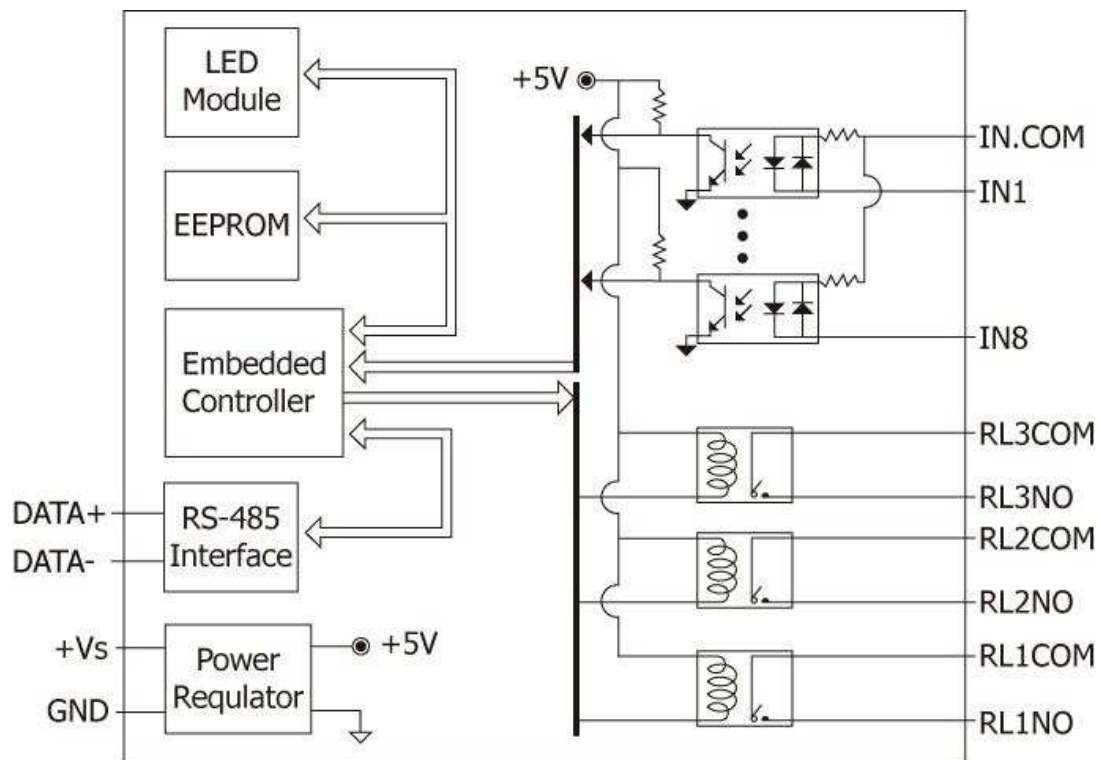 LED
Module
EEPROM
Embedded
Controller
DATA+
DATA-
RS-485
Interface
+Vs
GND
Power
Requlator
+5V
+5V
IN.COM
IN1
IN8
RL3COM
RL3NO
RL2COM
RL2NO
RL1COM
RL1NO